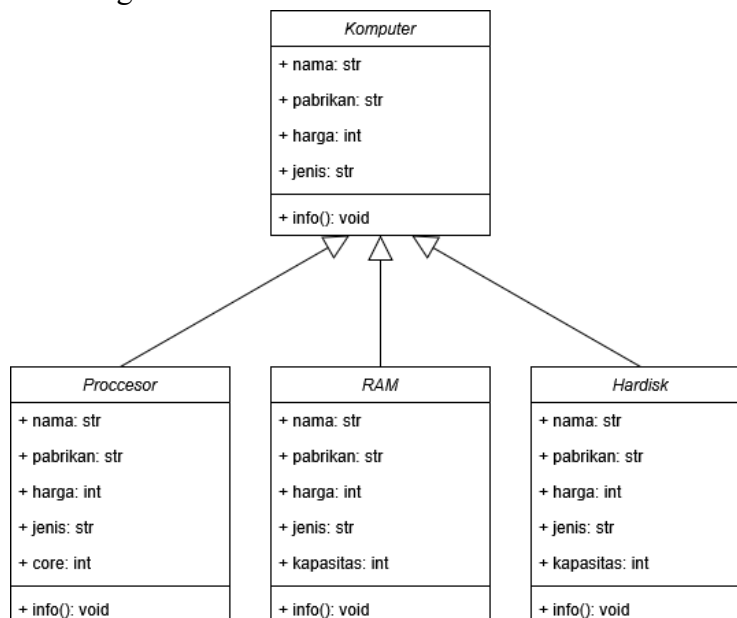 Komputer
+ nama: str
+ pabrikan: str
+ harga: int
+ jenis: str
+ info(): void
Proccesor
+ nama: str
+ pabrikan: str
+ harga: int
+ jenis: str
+ core: int
+ info(): void
RAM
+ nama: str
+ pabrikan: str
+ harga: int
+ jenis: str
+ kapasitas: int
+ info(): void
Hardisk
+ nama: str
+ pabrikan: str
+ harga: int
+ jenis: str
+ kapasitas: int
+ info(): void